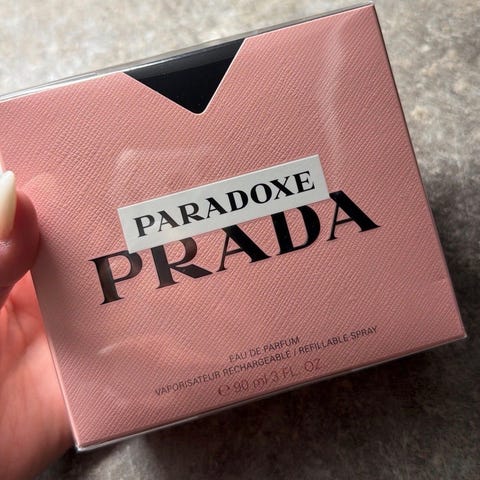 PARADOXE
PRADA
EAU DE PARFUM
VAPORISATEUR RECHARGEABLE / REFILLABLE SPRAY
℮ 90 ml 3 FL. OZ.